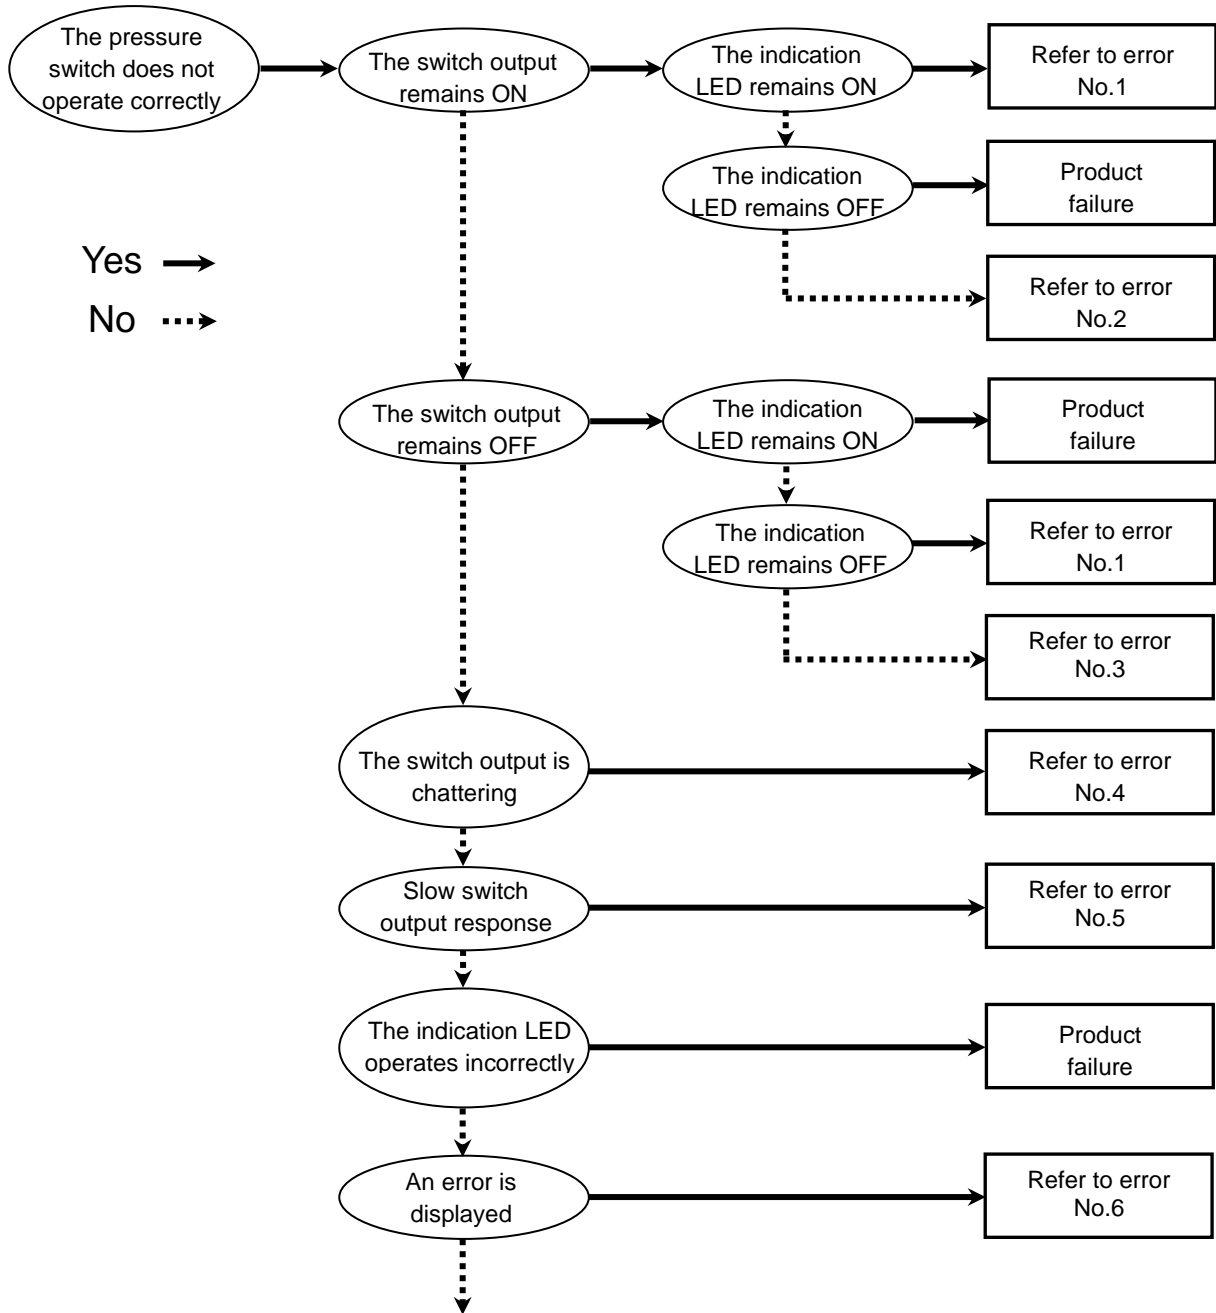 The pressure
switch does not
operate correctly
The switch output
remains ON
The indication
LED remains ON
Refer to error
No.1
The indication
LED remains OFF
Product
failure
Yes
No
Refer to error
No.2
The switch output
remains OFF
The indication
LED remains ON
Product
failure
The indication
LED remains OFF
Refer to error
No.1
Refer to error
No.3
The switch output is
chattering
Refer to error
No.4
Slow switch
output response
Refer to error
No.5
The indication LED
operates incorrectly
Product
failure
An error is
displayed
Refer to error
No.6